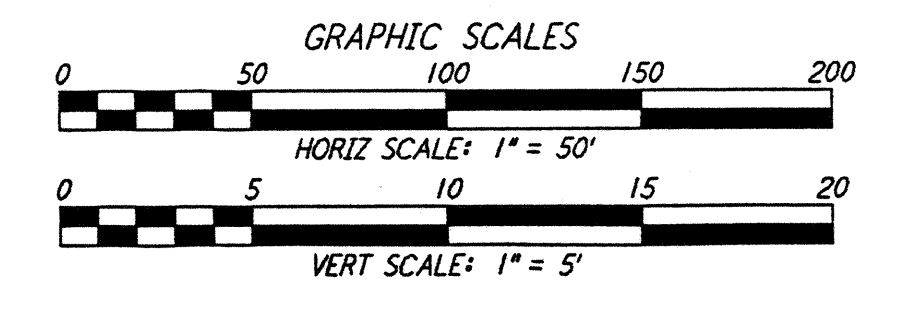 GRAPHIC SCALES
0 50 100 150 200
HORIZ SCALE: 1" = 50'
0 5 10 15 20
VERT SCALE: 1" = 5'